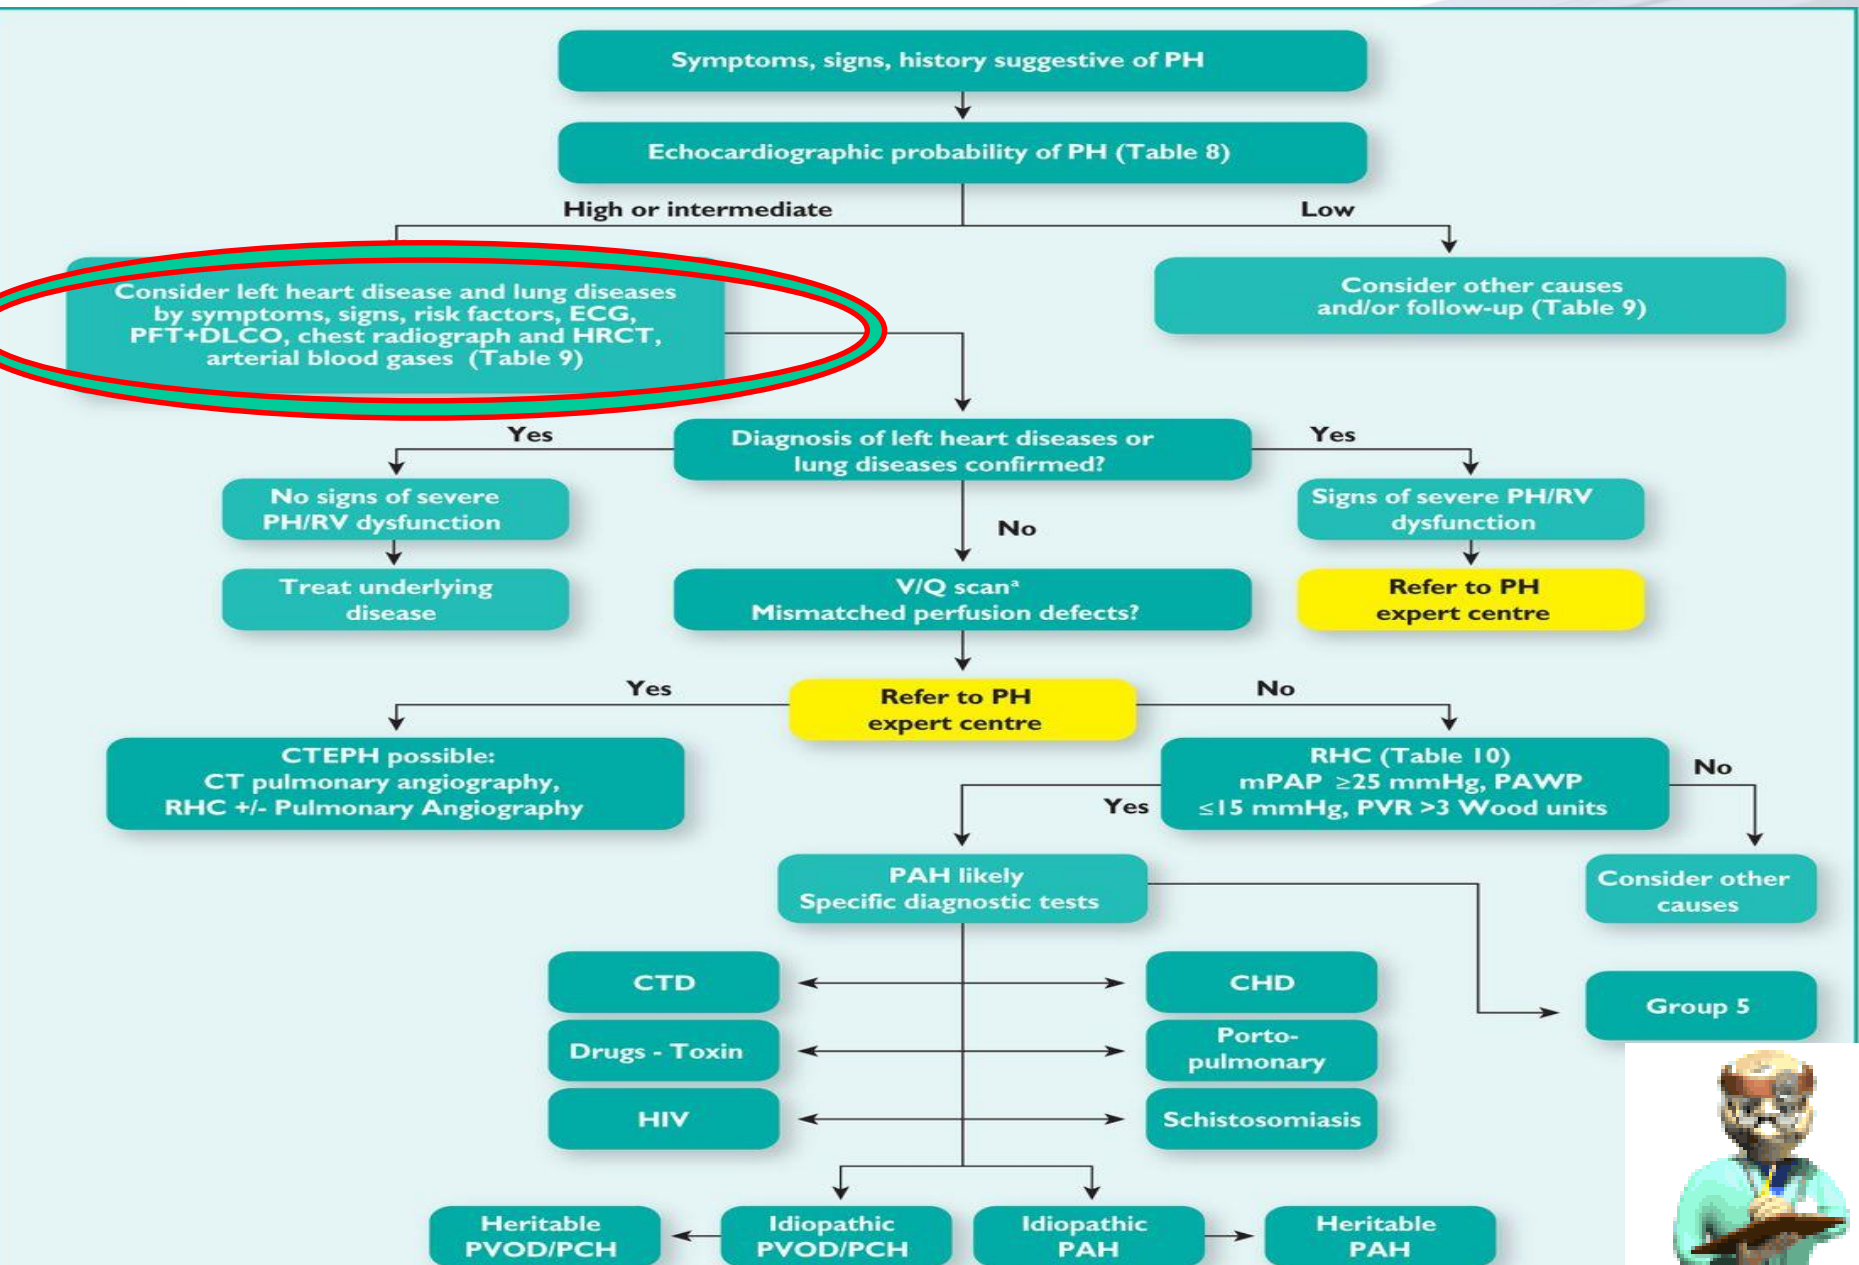 Symptoms, signs, history suggestive of PH
Echocardiographic probability of PH (Table 8)
High or intermediate
Low
Consider left heart disease and lung diseases
by symptoms, signs, risk factors, ECG,
PFT+DLCO, chest radiograph and HRCT,
arterial blood gases (Table 9)
Consider other causes
and/or follow-up (Table 9)
Yes
Diagnosis of left heart diseases or
lung diseases confirmed?
Yes
No signs of severe
PH/RV dysfunction
Signs of severe PH/RV
dysfunction
No
Treat underlying
disease
V/Q scanᵃ
Mismatched perfusion defects?
Refer to PH
expert centre
Yes
Refer to PH
expert centre
No
CTEPH possible:
CT pulmonary angiography,
RHC +/- Pulmonary Angiography
RHC (Table 10)
mPAP ≥25 mmHg, PAWP
≤15 mmHg, PVR >3 Wood units
No
Yes
PAH likely
Specific diagnostic tests
Consider other
causes
CTD
CHD
Group 5
Drugs - Toxin
Porto-
pulmonary
HIV
Schistosomiasis
Heritable
PVOD/PCH
Idiopathic
PVOD/PCH
Idiopathic
PAH
Heritable
PAH